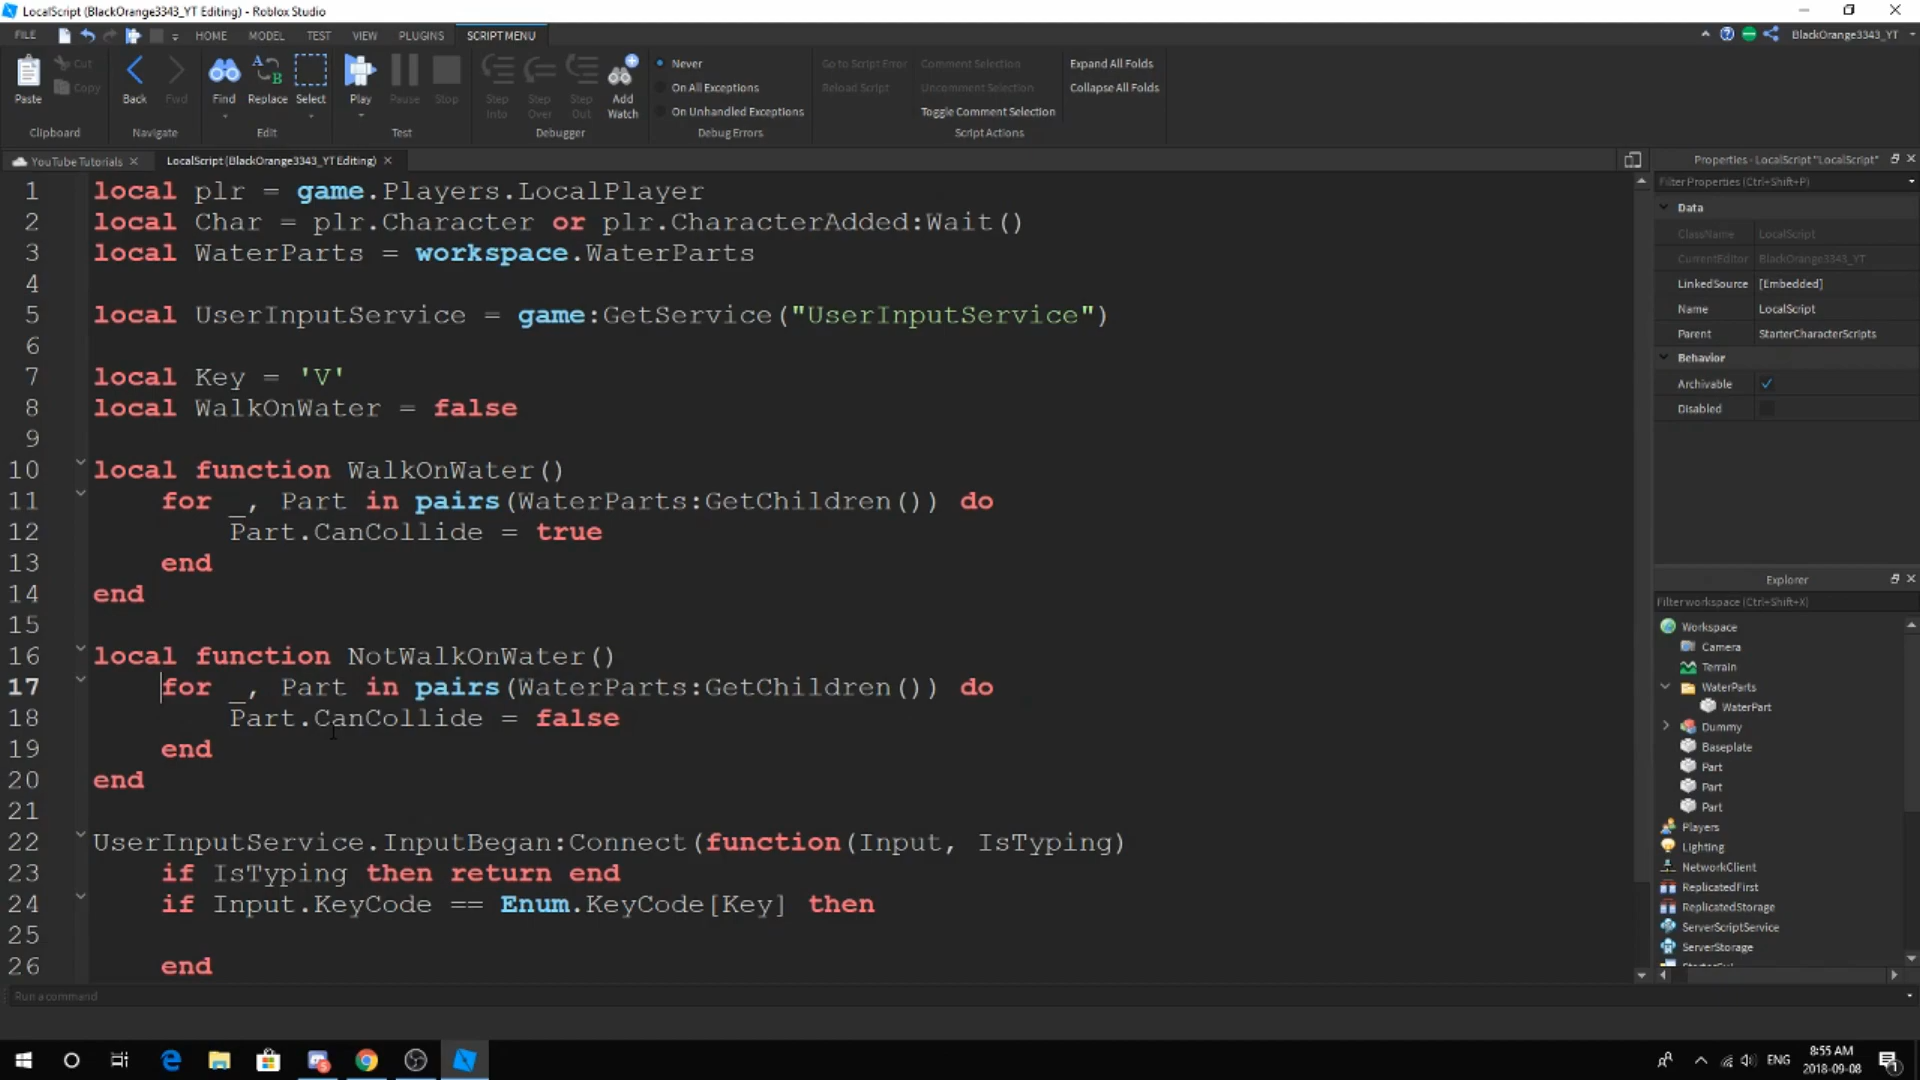 LocalScript (BlackOrange3343_YT Editing) - Roblox Studio
FILE HOME MODEL TEST VIEW PLUGINS SCRIPT MENU BlackOrange3343_YT
Paste Cut Copy Clipboard
Back Fwd Navigate
Find Replace Select Edit
Play Pause Stop Test
Step Into Step Over Step Out Add Watch Debugger
Never
On All Exceptions
On Unhandled Exceptions
Debug Errors
Go to Script Error
Reload Script
Comment Selection
Uncomment Selection
Toggle Comment Selection
Script Actions
Expand All Folds
Collapse All Folds
YouTube Tutorials LocalScript (BlackOrange3343_YT Editing)
1 local plr = game.Players.LocalPlayer
2 local Char = plr.Character or plr.CharacterAdded:Wait()
3 local WaterParts = workspace.WaterParts
4
5 local UserInputService = game:GetService("UserInputService")
6
7 local Key = 'V'
8 local WalkOnWater = false
9
10 local function WalkOnWater()
11 for _, Part in pairs(WaterParts:GetChildren()) do
12 Part.CanCollide = true
13 end
14 end
15
16 local function NotWalkOnWater()
17 for _, Part in pairs(WaterParts:GetChildren()) do
18 Part.CanCollide = false
19 end
20 end
21
22 UserInputService.InputBegan:Connect(function(Input, IsTyping)
23 if IsTyping then return end
24 if Input.KeyCode == Enum.KeyCode[Key] then
25
26 end
Properties - LocalScript "LocalScript"
Filter Properties (Ctrl+Shift+P)
Data
ClassName LocalScript
CurrentEditor BlackOrange3343_YT
LinkedSource [Embedded]
Name LocalScript
Parent StarterCharacterScripts
Behavior
Archivable
Disabled
Explorer
Filter workspace (Ctrl+Shift+X)
Workspace
Camera
Terrain
WaterParts
WaterPart
Dummy
Baseplate
Part
Part
Part
Players
Lighting
NetworkClient
ReplicatedFirst
ReplicatedStorage
ServerScriptService
ServerStorage
Run a command
ENG 8:55 AM
2018-09-08
1